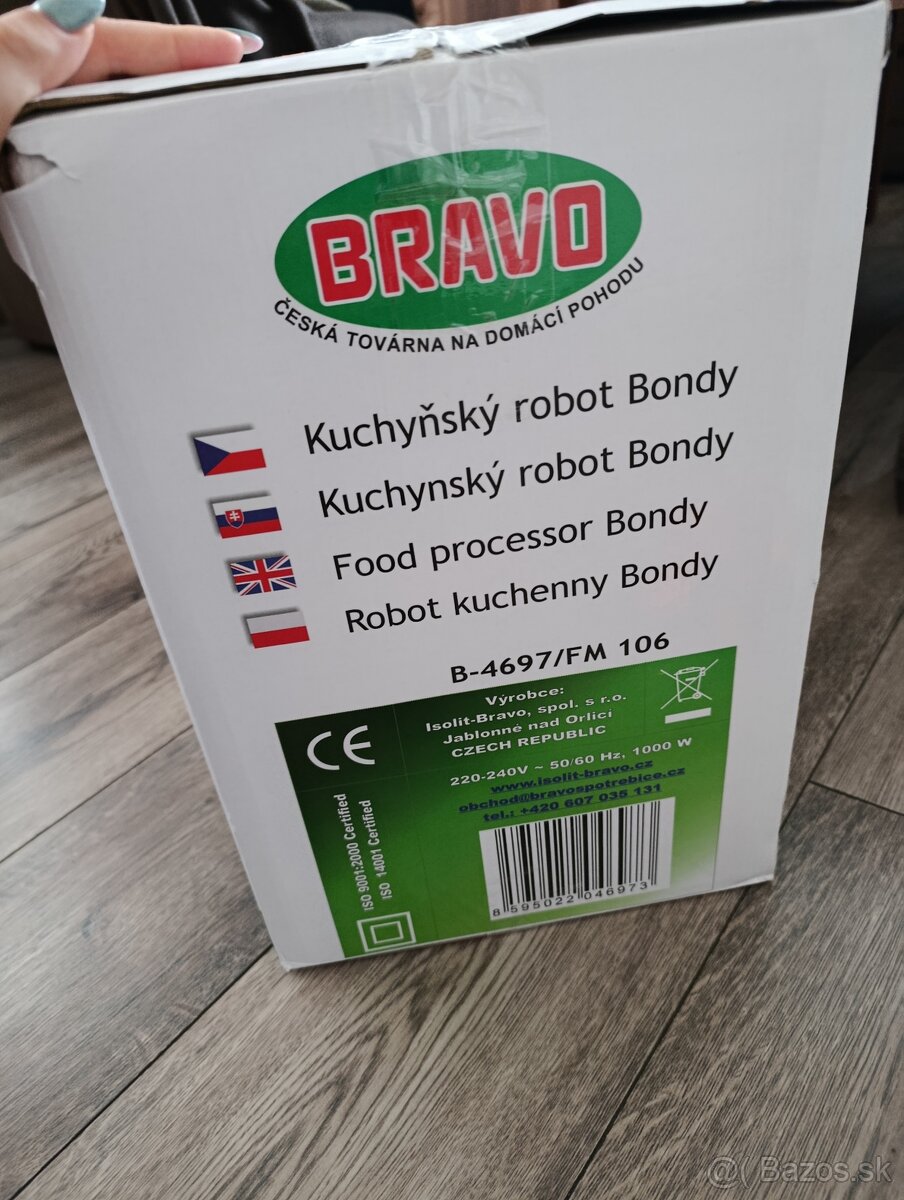 BRAVO
ČESKÁ TOVÁRNA NA DOMÁCÍ POHODU
Kuchyňský robot Bondy
Kuchynský robot Bondy
Food processor Bondy
Robot kuchenny Bondy
B-4697/FM 106
CE
Výrobce:
Isolit-Bravo, spol. s r.o.
Jablonné nad Orlicí
CZECH REPUBLIC
220-240V ~ 50/60 Hz, 1000 W
www.isolit-bravo.cz
obchod@bravospotrebice.cz
tel.: +420 607 035 131
ISO 9001:2000 Certified
ISO 14001 Certified
8 595022 046973
@( Bazos.sk